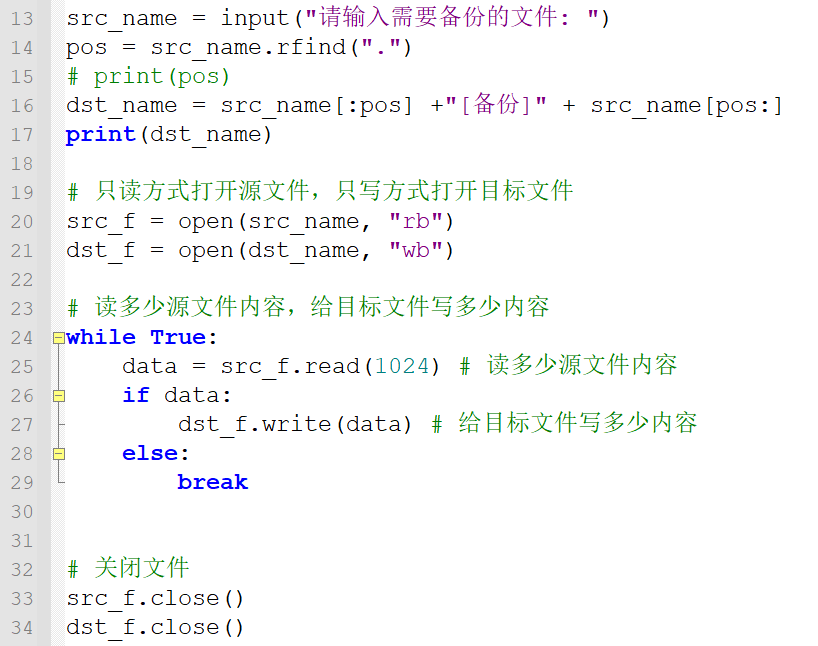 13 src_name = input("请输入需要备份的文件: ")
14 pos = src_name.rfind(".")
15 # print(pos)
16 dst_name = src_name[:pos] +"[备份]" + src_name[pos:]
17 print(dst_name)
18
19 # 只读方式打开源文件，只写方式打开目标文件
20 src_f = open(src_name, "rb")
21 dst_f = open(dst_name, "wb")
22
23 # 读多少源文件内容，给目标文件写多少内容
24 while True:
25     data = src_f.read(1024) # 读多少源文件内容
26     if data:
27         dst_f.write(data) # 给目标文件写多少内容
28     else:
29         break
30
31
32 # 关闭文件
33 src_f.close()
34 dst_f.close()